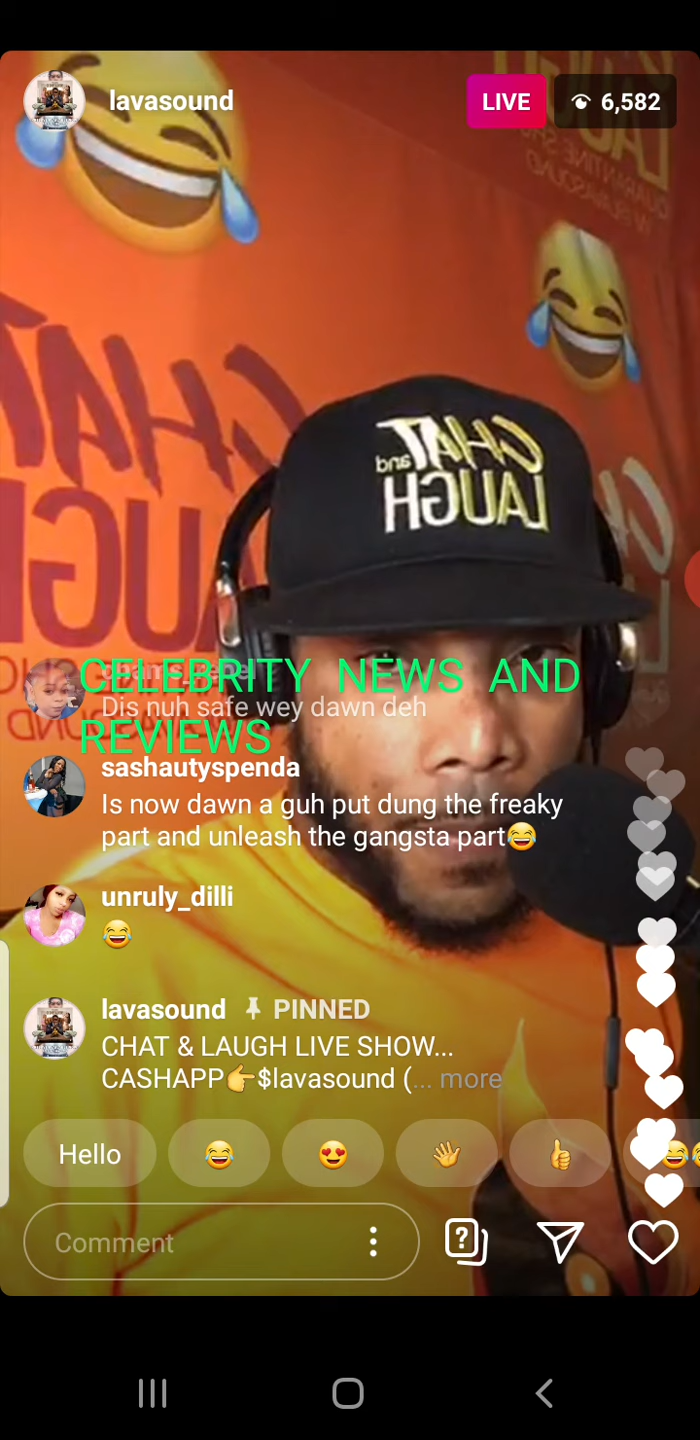 lavasound
LIVE
6,582
CHAT
and
LAUGH
CHAT
CELEBRITY NEWS AND
Dis nuh safe wey dawn deh
REVIEWS
sashautyspenda
Is now dawn a guh put dung the freaky
part and unleash the gangsta part😂
unruly_dilli
😂
lavasound 📌 PINNED
CHAT & LAUGH LIVE SHOW...
CASHAPP👉$lavasound (... more
Hello 😂 😍 👋 👍 😂
Comment